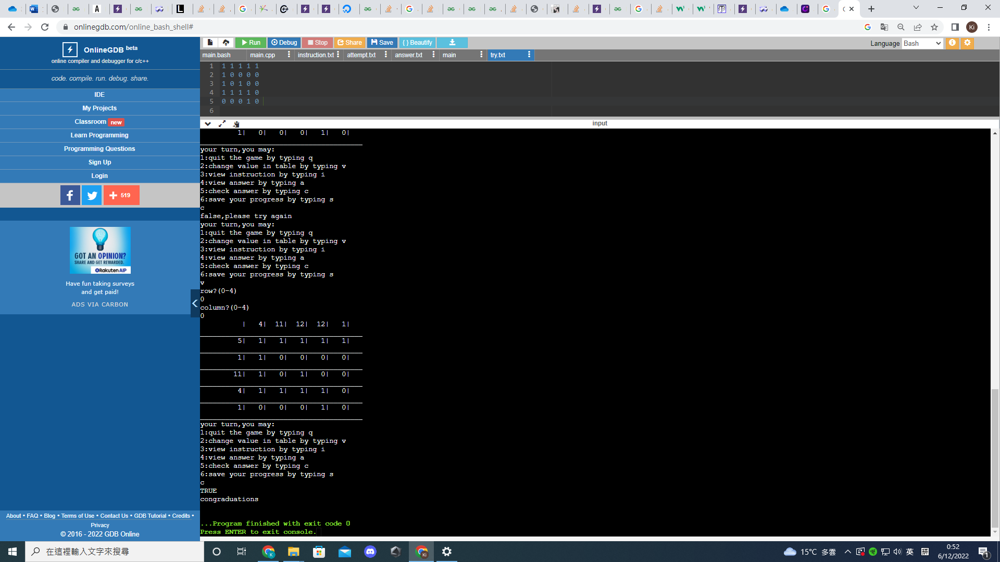 onlinegdb.com/online_bash_shell#
Ki
OnlineGDB beta
online compiler and debugger for c/c++
code. compile. run. debug. share.
IDE
My Projects
Classroom new
Learn Programming
Programming Questions
Sign Up
Login
519
GOT AN OPINION?
SHARE AND GET REWARDED.
Rakuten AIP
Have fun taking surveys
and get paid!
ADS VIA CARBON
About • FAQ • Blog • Terms of Use • Contact Us • GDB Tutorial • Credits •
Privacy
© 2016 - 2022 GDB Online
Run Debug Stop Share Save { } Beautify
Language Bash
main.bash main.cpp instruction.txt attempt.txt answer.txt main try.txt
1 1 1 1 1 1
2 1 0 0 0 0
3 1 0 1 0 0
4 1 1 1 1 0
5 0 0 0 1 0
6
input
1| 0| 0| 0| 1| 0|
your turn,you may:
1:quit the game by typing q
2:change value in table by typing v
3:view instruction by typing i
4:view answer by typing a
5:check answer by typing c
6:save your progress by typing s
c
false,please try again
your turn,you may:
1:quit the game by typing q
2:change value in table by typing v
3:view instruction by typing i
4:view answer by typing a
5:check answer by typing c
6:save your progress by typing s
v
row?(0-4)
0
column?(0-4)
0
| 4| 11| 12| 12| 1|
5| 1| 1| 1| 1| 1|
1| 1| 0| 0| 0| 0|
11| 1| 0| 1| 0| 0|
4| 1| 1| 1| 1| 0|
1| 0| 0| 0| 1| 0|
your turn,you may:
1:quit the game by typing q
2:change value in table by typing v
3:view instruction by typing i
4:view answer by typing a
5:check answer by typing c
6:save your progress by typing s
c
TRUE
congraduations
...Program finished with exit code 0
Press ENTER to exit console.
在這裡輸入文字來搜尋
15°C 多雲
英
0:52
6/12/2022
1